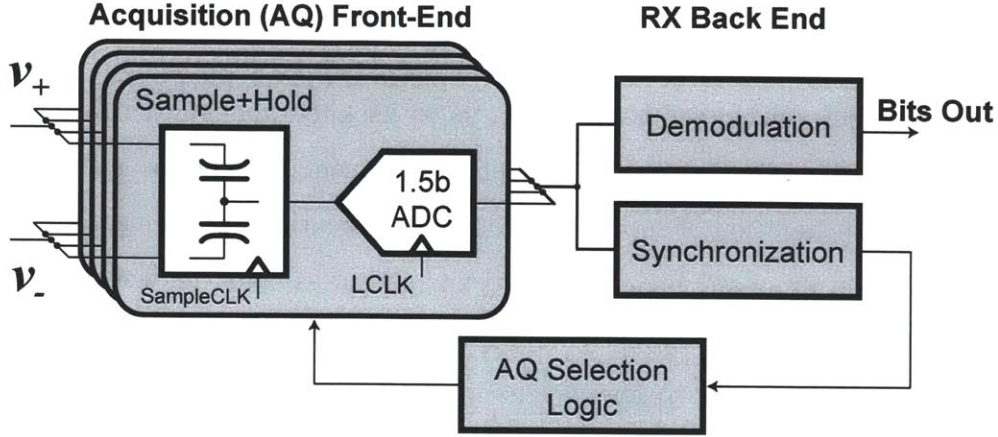 Acquisition (AQ) Front-End
RX Back End
v+
Sample+Hold
Demodulation
Bits Out
1.5b
ADC
Synchronization
v-
SampleCLK
LCLK
AQ Selection
Logic